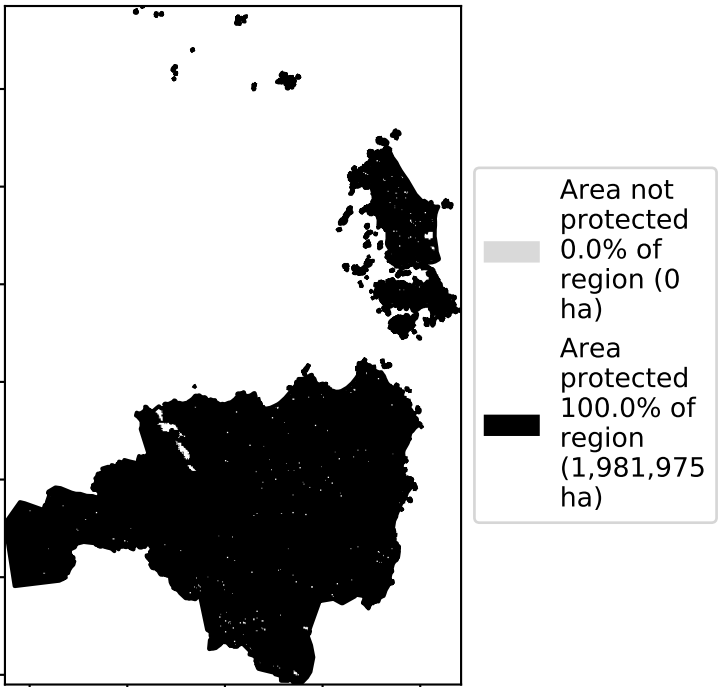 Area not
protected
0.0% of
region (0
ha)
Area
protected
100.0% of
region
(1,981,975
ha)